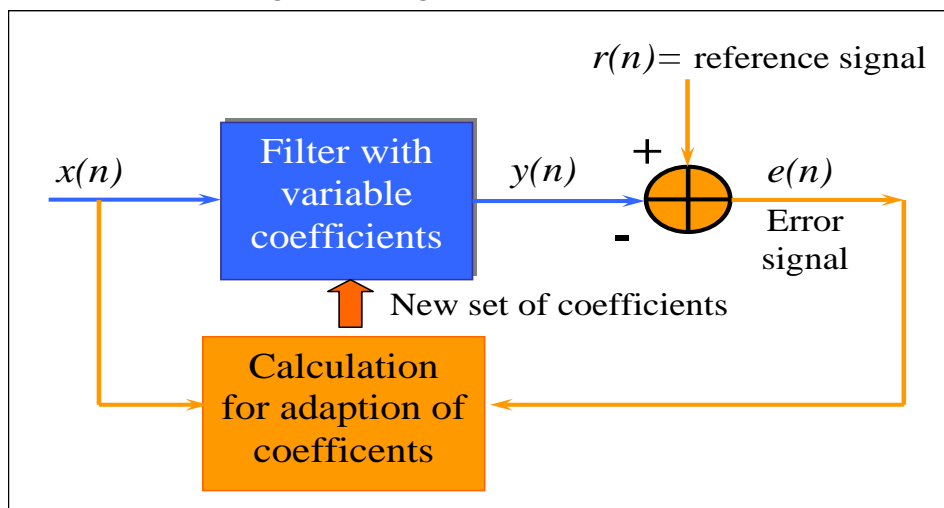 r(n)= reference signal
x(n)
Filter with
variable
coefficients
y(n)
+
-
e(n)
Error
signal
New set of coefficients
Calculation
for adaption of
coefficents